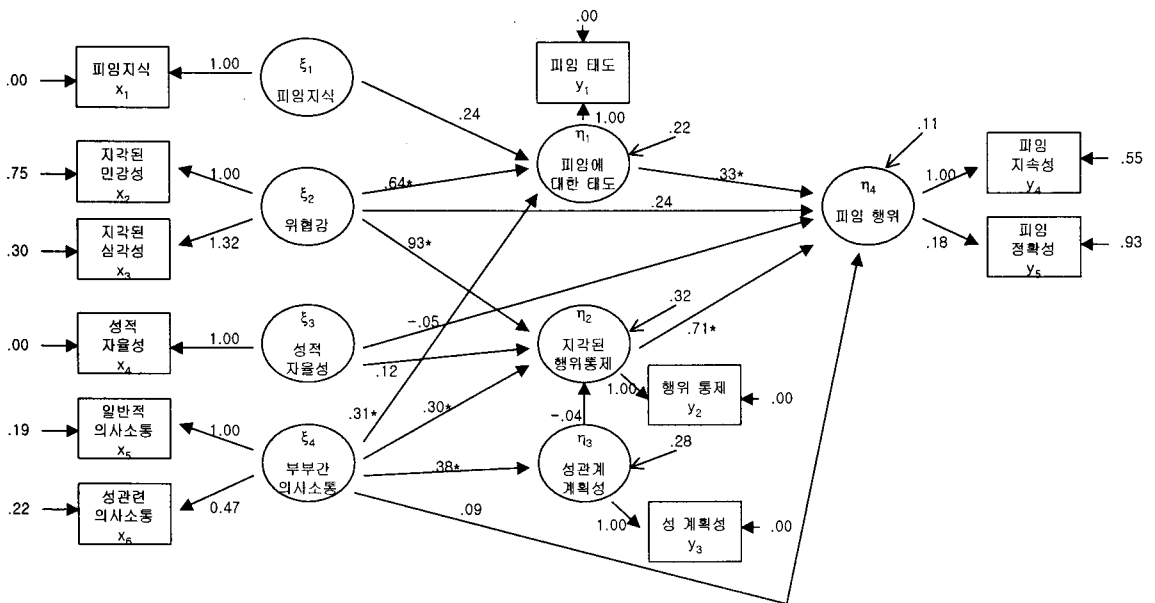 .00
피임지식
x1
1.00
ξ1
피임지식
.24
.00
피임 태도
y1
1.00
η1
피임에
대한 태도
.22
.75
지각된
민감성
x2
1.00
ξ2
위협감
.64*
.33*
.24
.93*
.30
지각된
심각성
x3
1.32
.11
η4
피임 행위
1.00
파임
지속성
y4
.55
.18
피임
정확성
y5
.93
.00
성적
자율성
x4
1.00
ξ3
성적
자율성
-.05
.12
η2
지각된
행위통제
.32
.71*
1.00
행위 통제
y2
.00
.19
일반적
의사소통
x5
1.00
ξ4
부부간
의사소통
.31*
.30*
-.04
.38*
.09
.22
성관련
의사소통
x6
0.47
η3
성관계
계획성
.28
1.00
성 계획성
y3
.00